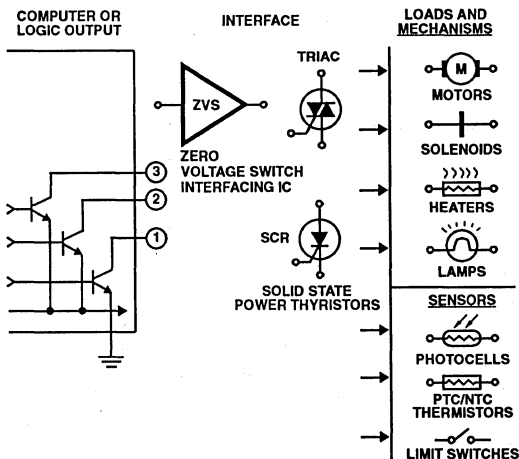 COMPUTER OR
LOGIC OUTPUT
3
2
1
INTERFACE
ZVS
ZERO
VOLTAGE SWITCH
INTERFACING IC
TRIAC
SCR
SOLID STATE
POWER THYRISTORS
LOADS AND
MECHANISMS
M
MOTORS
SOLENOIDS
HEATERS
LAMPS
SENSORS
PHOTOCELLS
PTC/NTC
THERMISTORS
LIMIT SWITCHES